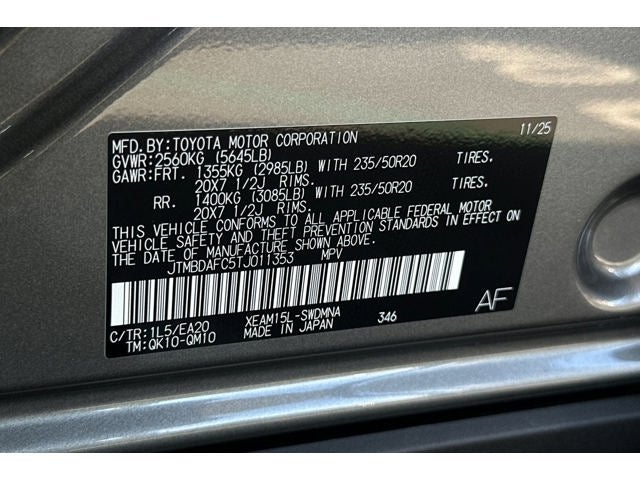 MFD.BY:TOYOTA MOTOR CORPORATION 11/25
GVWR:2560KG (5645LB)
GAWR:FRT. 1355KG (2985LB) WITH 235/50R20 TIRES.
20X7 1/2J RIMS.
RR. 1400KG (3085LB) WITH 235/50R20 TIRES.
20X7 1/2J RIMS.
THIS VEHICLE CONFORMS TO ALL APPLICABLE FEDERAL MOTOR
VEHICLE SAFETY AND THEFT PREVENTION STANDARDS IN EFFECT ON
THE DATE OF MANUFACTURE SHOWN ABOVE.
JTMBDAFC5TJ011353 MPV
C/TR:1L5/EA20 XEAM15L-SWDMNA 346 AF
TM:QK10-QM10 MADE IN JAPAN